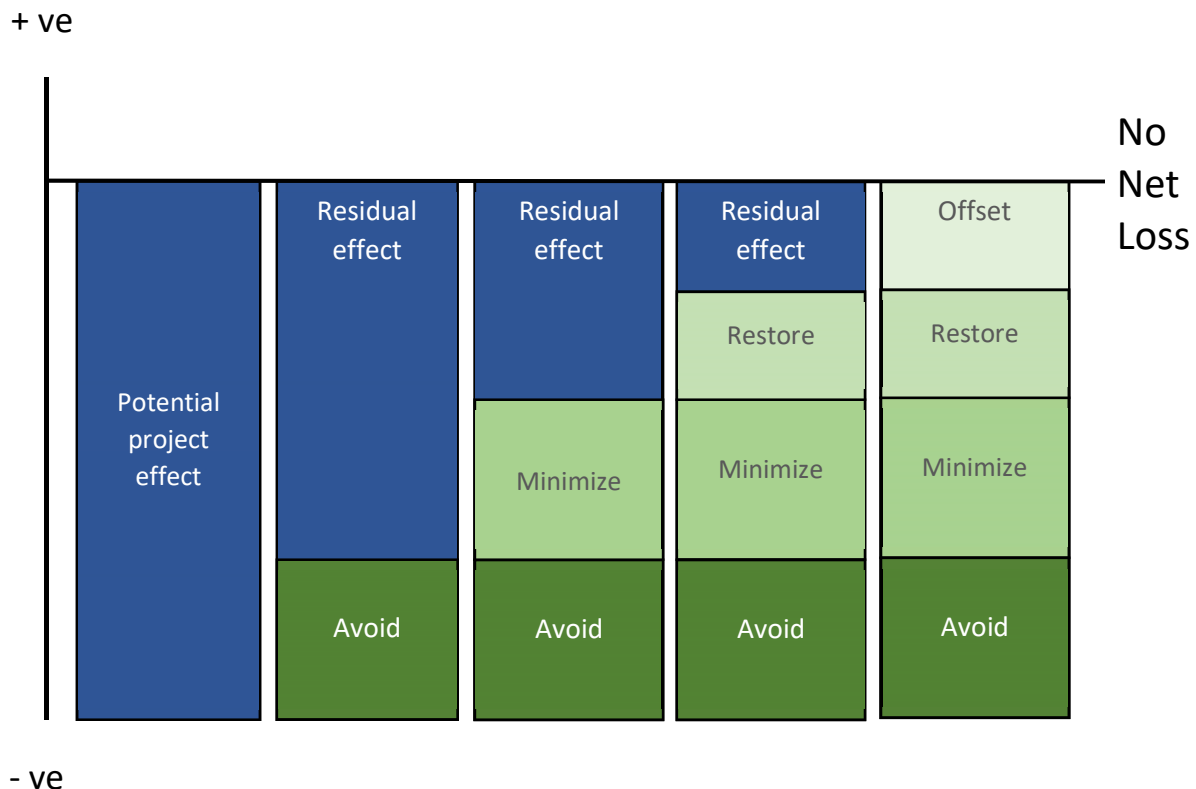 + ve
No
Net
Loss
Potential
project
effect
Residual
effect
Avoid
Residual
effect
Minimize
Avoid
Residual
effect
Restore
Minimize
Avoid
Offset
Restore
Minimize
Avoid
- ve